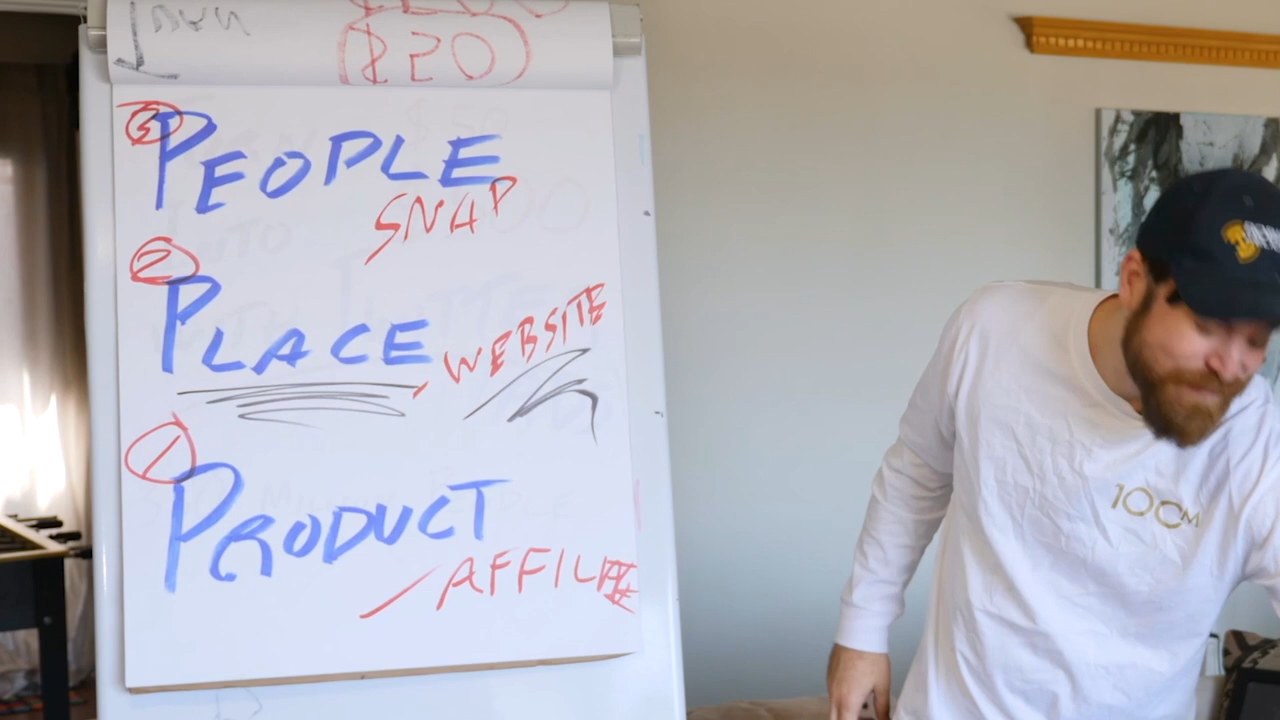 $20
3 PEOPLE
SNAP
2
PLACE, WEBSITE
1
PRODUCT
AFFILIATE
100M